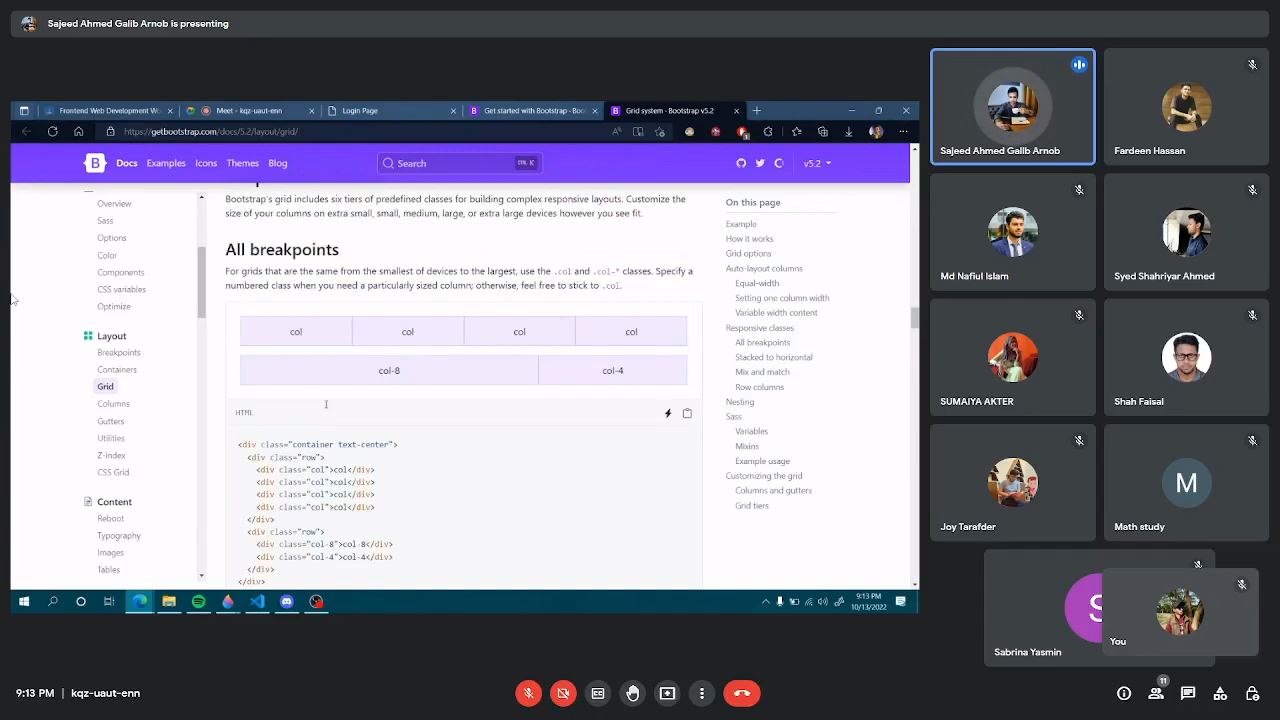 Sajeed Ahmed Galib Arnob is presenting
Frontend Web Development Wo
Meet - kqz-uaut-enn
Login Page
Get started with Bootstrap · Boo
Grid system · Bootstrap v5.2
https://getbootstrap.com/docs/5.2/layout/grid/
B
Docs
Examples
Icons
Themes
Blog
Search
CTRL K
v5.2
Overview
Sass
Options
Color
Components
CSS variables
Optimize
Layout
Breakpoints
Containers
Grid
Columns
Gutters
Utilities
Z-index
CSS Grid
Content
Reboot
Typography
Images
Tables
Bootstrap's grid includes six tiers of predefined classes for building complex responsive layouts. Customize the
size of your columns on extra small, small, medium, large, or extra large devices however you see fit.
All breakpoints
For grids that are the same from the smallest of devices to the largest, use the .col and .col-* classes. Specify a
numbered class when you need a particularly sized column; otherwise, feel free to stick to .col.
col col col col
col-8 col-4
HTML
<div class="container text-center">
<div class="row">
<div class="col">col</div>
<div class="col">col</div>
<div class="col">col</div>
<div class="col">col</div>
</div>
<div class="row">
<div class="col-8">col-8</div>
<div class="col-4">col-4</div>
</div>
</div>
On this page
Example
How it works
Grid options
Auto-layout columns
Equal-width
Setting one column width
Variable width content
Responsive classes
All breakpoints
Stacked to horizontal
Mix and match
Row columns
Nesting
Sass
Variables
Mixins
Example usage
Customizing the grid
Columns and gutters
Grid tiers
9:13 PM
10/13/2022
Sajeed Ahmed Galib Arnob
Fardeen Hassan
Md Nafiul Islam
Syed Shahriyar Ahmed
SUMAIYA AKTER
Shah Faisal
Joy Tarafder
M
Math study
S
Sabrina Yasmin
You
9:13 PM | kqz-uaut-enn
11